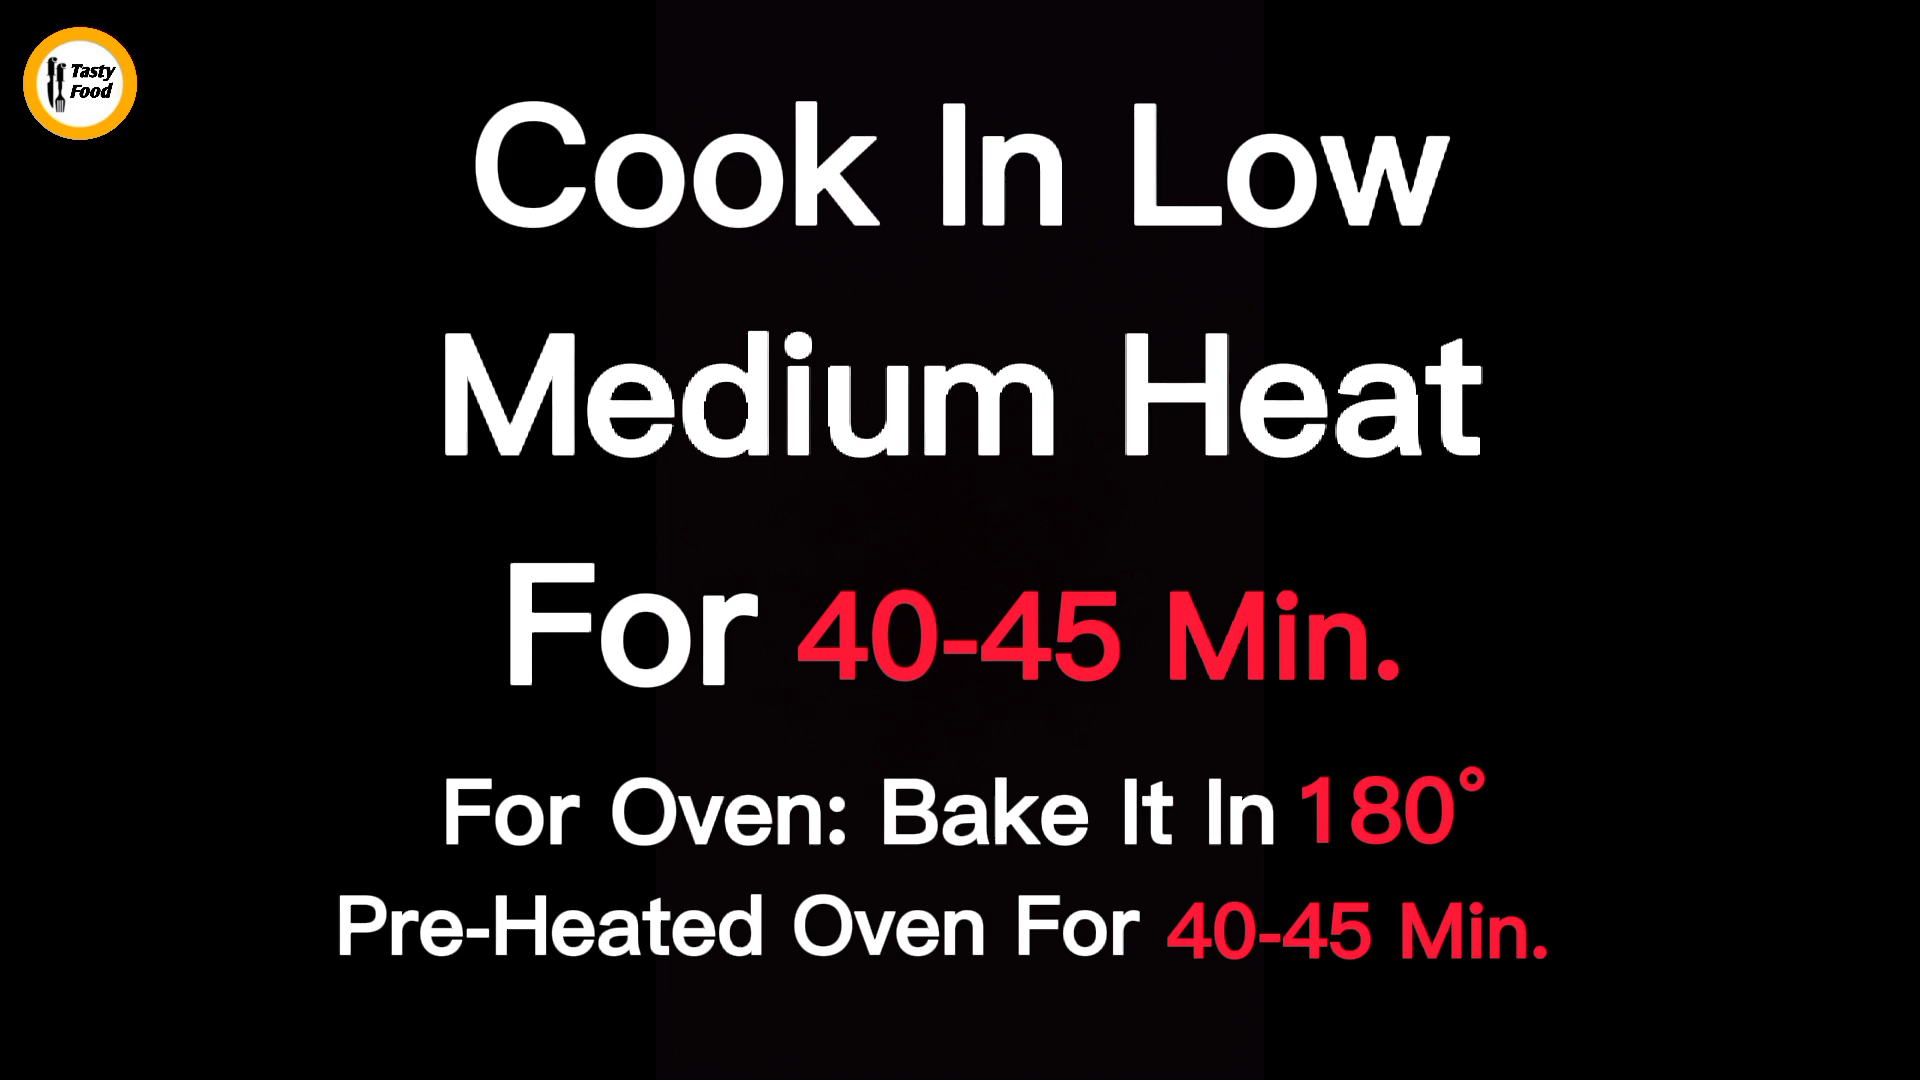 Tasty
Food
Cook In Low
Medium Heat
For 40-45 Min.
For Oven: Bake It In 180°
Pre-Heated Oven For 40-45 Min.